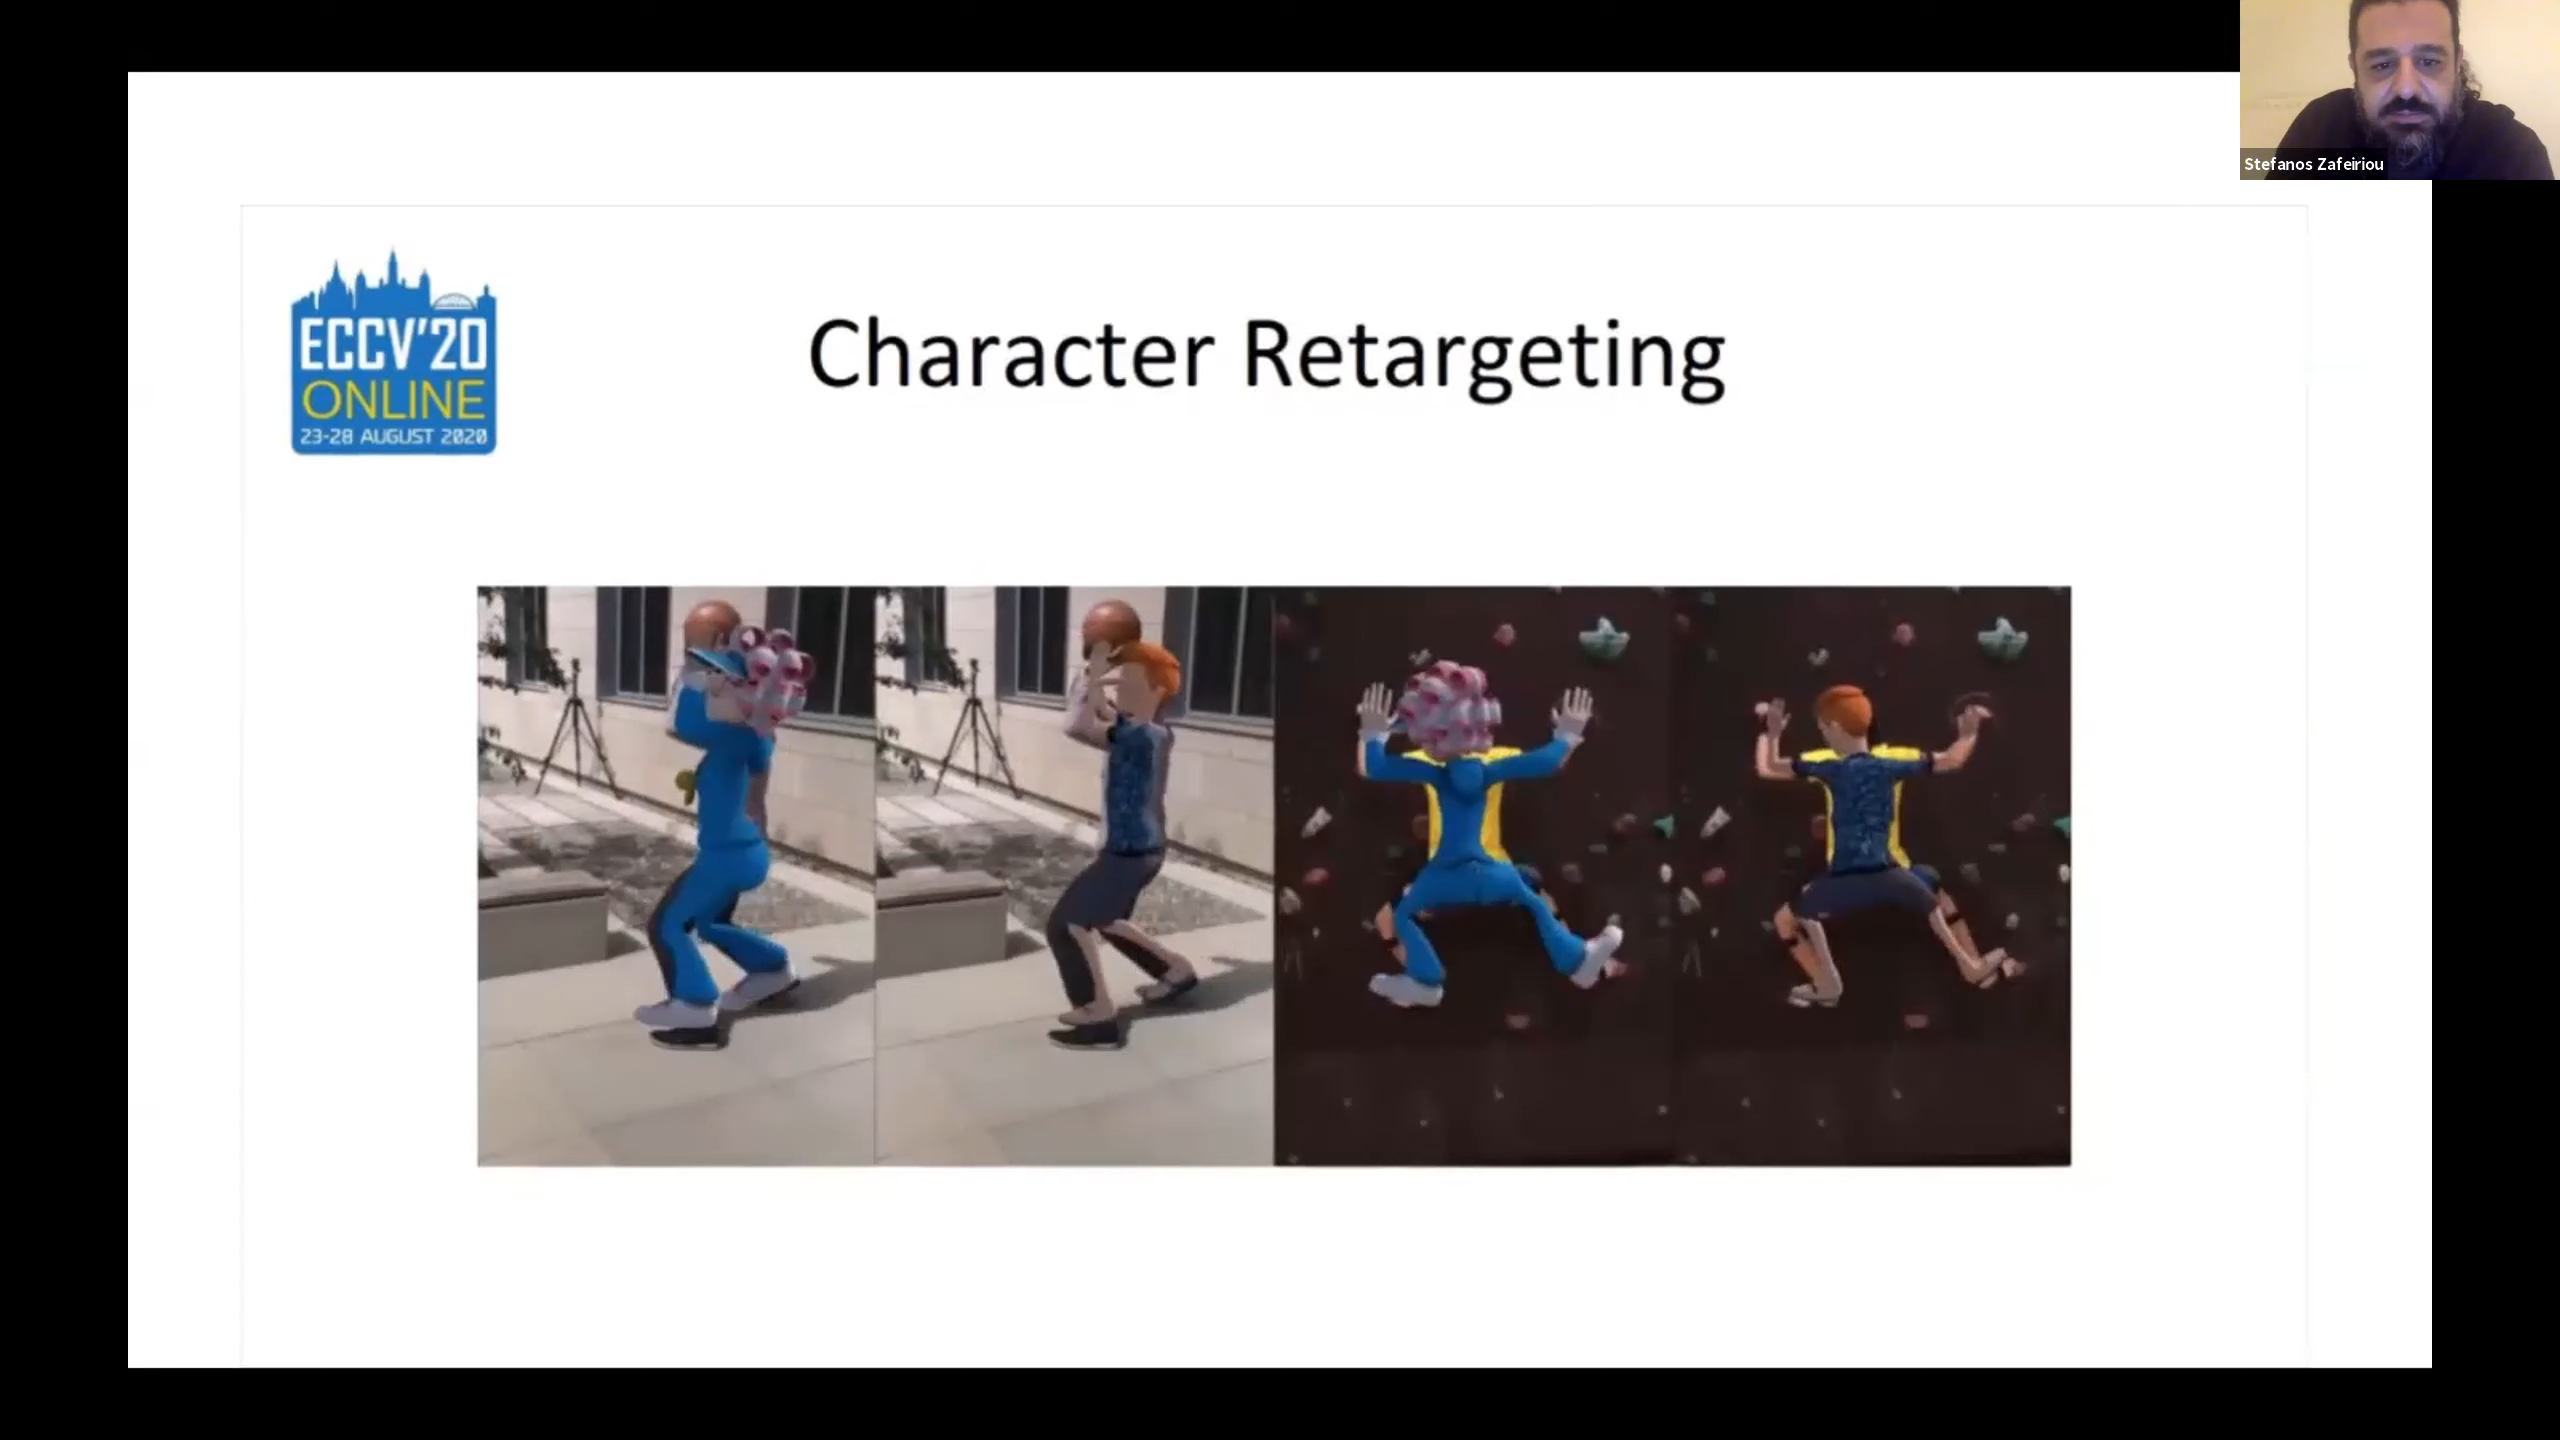 Stefanos Zafeiriou
ECCV'20
ONLINE
23-28 AUGUST 2020
Character Retargeting